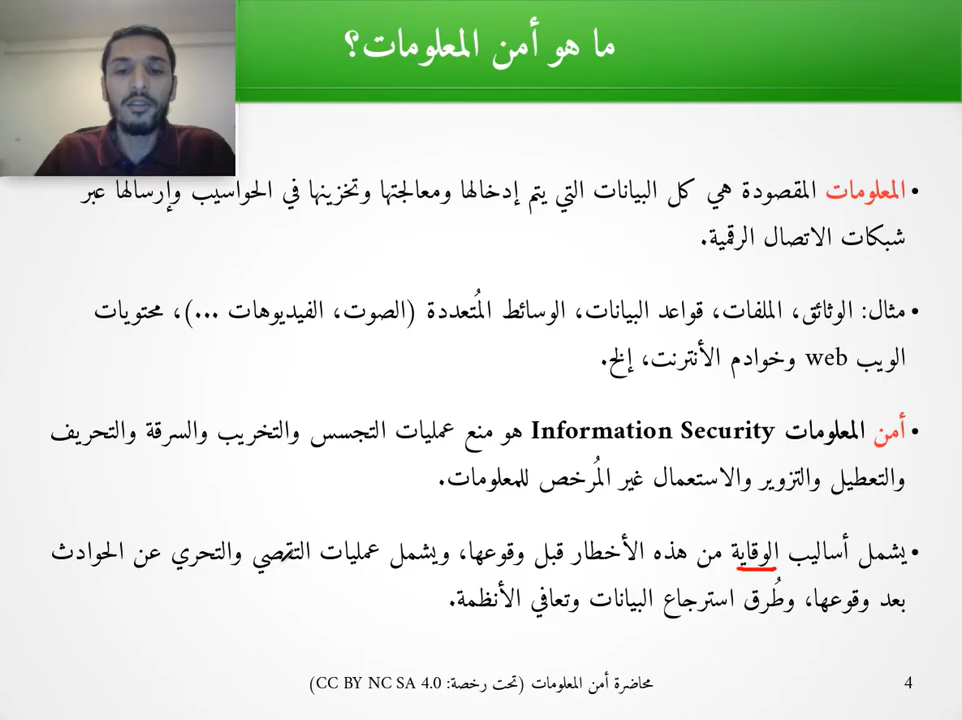 ما هو أمن المعلومات؟
• المعلومات المقصودة هي كل البيانات التي يتم إدخالها ومعالجتها وتخزينها في الحواسيب وإرسالها عبر
شبكات الاتصال الرقمية.
• مثال: الوثائق، الملفات، قواعد البيانات، الوسائط المُتعددة (الصوت، الفيديوهات ...)، محتويات
الويب web وخوادم الأنترنت، إلخ.
• أمن المعلومات Information Security هو منع عمليات التجسس والتخريب والسرقة والتحريف
والتعطيل والتزوير والاستعمال غير المُرخص للمعلومات.
• يشمل أساليب الوقاية من هذه الأخطار قبل وقوعها، ويشمل عمليات التقصي والتحري عن الحوادث
بعد وقوعها، وطُرق استرجاع البيانات وتعافي الأنظمة.
محاضرة أمن المعلومات (تحت رخصة: CC BY NC SA 4.0)
4